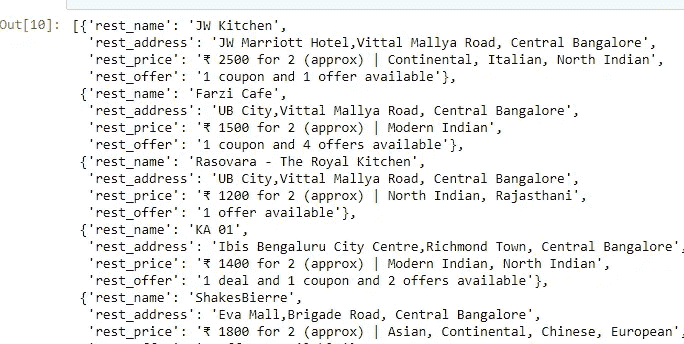 Out[10]: [{'rest_name': 'JW Kitchen',
'rest_address': 'JW Marriott Hotel,Vittal Mallya Road, Central Bangalore',
'rest_price': '₹ 2500 for 2 (approx) | Continental, Italian, North Indian',
'rest_offer': '1 coupon and 1 offer available'},
{'rest_name': 'Farzi Cafe',
'rest_address': 'UB City,Vittal Mallya Road, Central Bangalore',
'rest_price': '₹ 1500 for 2 (approx) | Modern Indian',
'rest_offer': '1 coupon and 4 offers available'},
{'rest_name': 'Rasovara - The Royal Kitchen',
'rest_address': 'UB City,Vittal Mallya Road, Central Bangalore',
'rest_price': '₹ 1200 for 2 (approx) | North Indian, Rajasthani',
'rest_offer': '1 offer available'},
{'rest_name': 'KA 01',
'rest_address': 'Ibis Bengaluru City Centre,Richmond Town, Central Bangalore',
'rest_price': '₹ 1400 for 2 (approx) | Modern Indian, North Indian',
'rest_offer': '1 deal and 1 coupon and 2 offers available'},
{'rest_name': 'ShakesBierre',
'rest_address': 'Eva Mall,Brigade Road, Central Bangalore',
'rest_price': '₹ 1800 for 2 (approx) | Asian, Continental, Chinese, European',